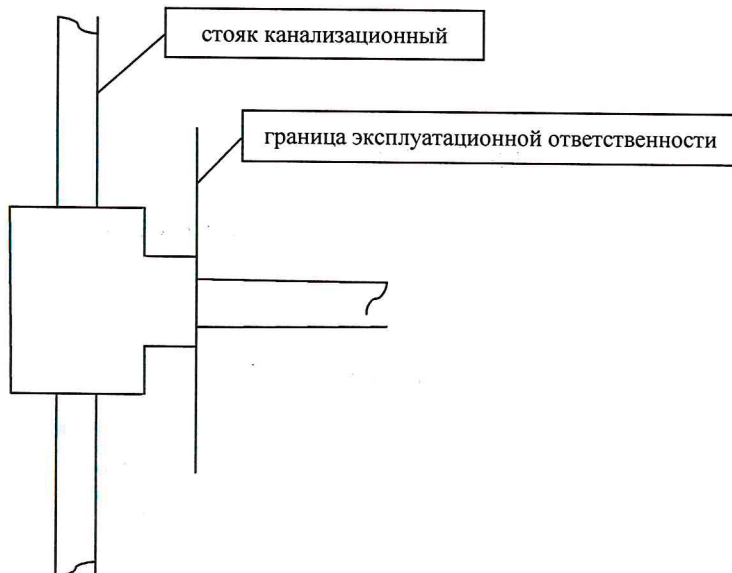 стояк канализационный
граница эксплуатационной ответственности